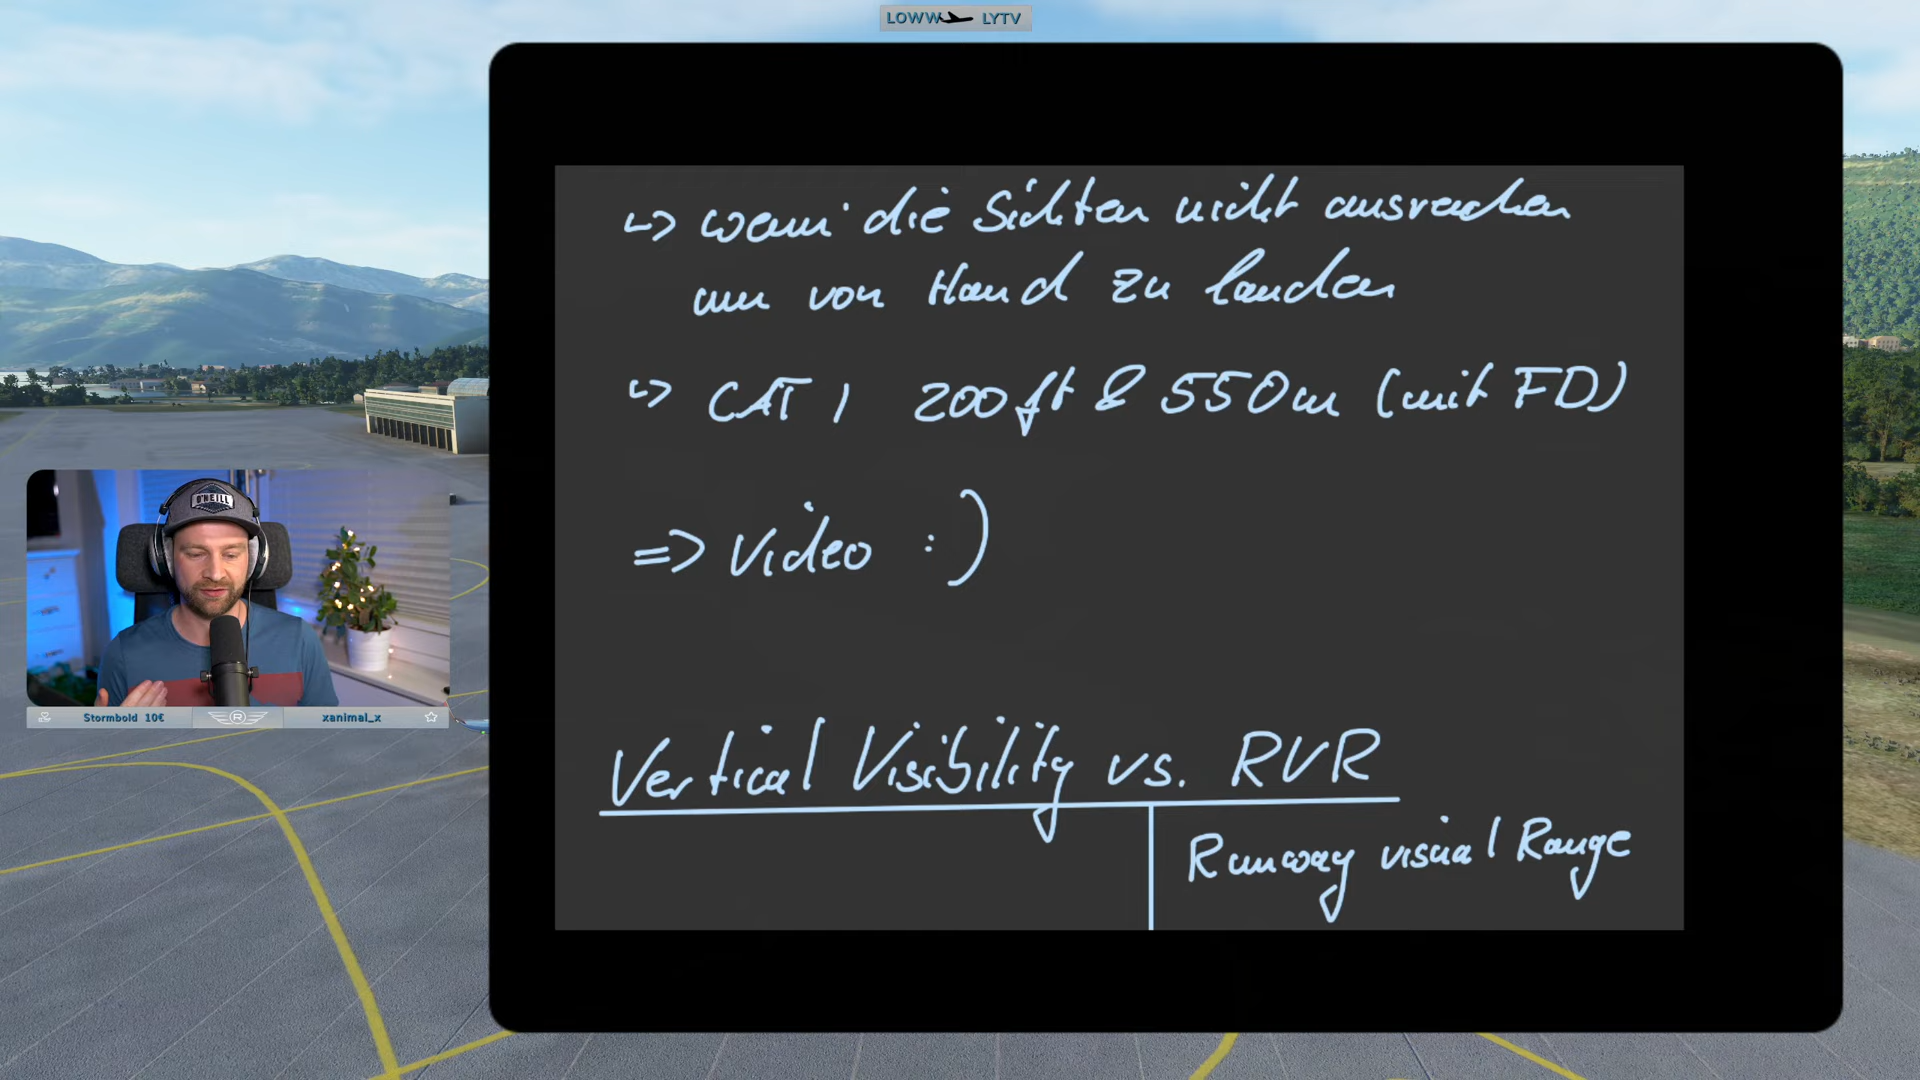 LOWW LYTV
↳ wenn die Sichten nicht ausreichen
um von Hand zu landen
↳ CAT I 200ft & 550m (mit FD)
=> Video :)
Vertical Visibility vs. RVR
Runway visual Range
O'NEILL
Stormbold 10€ R xanimal_x